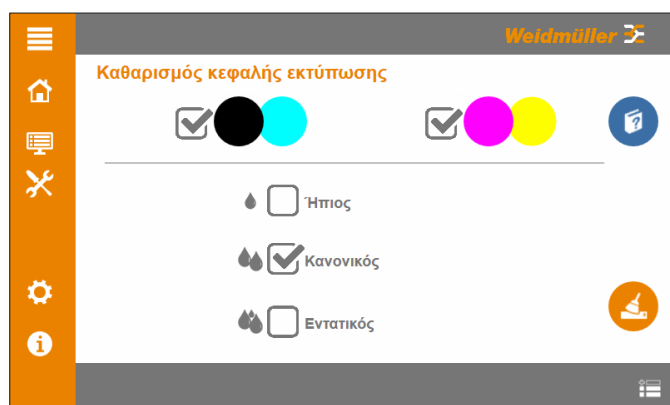 Weidmüller
Καθαρισμός κεφαλής εκτύπωσης
Ήπιος
Κανονικός
Εντατικός